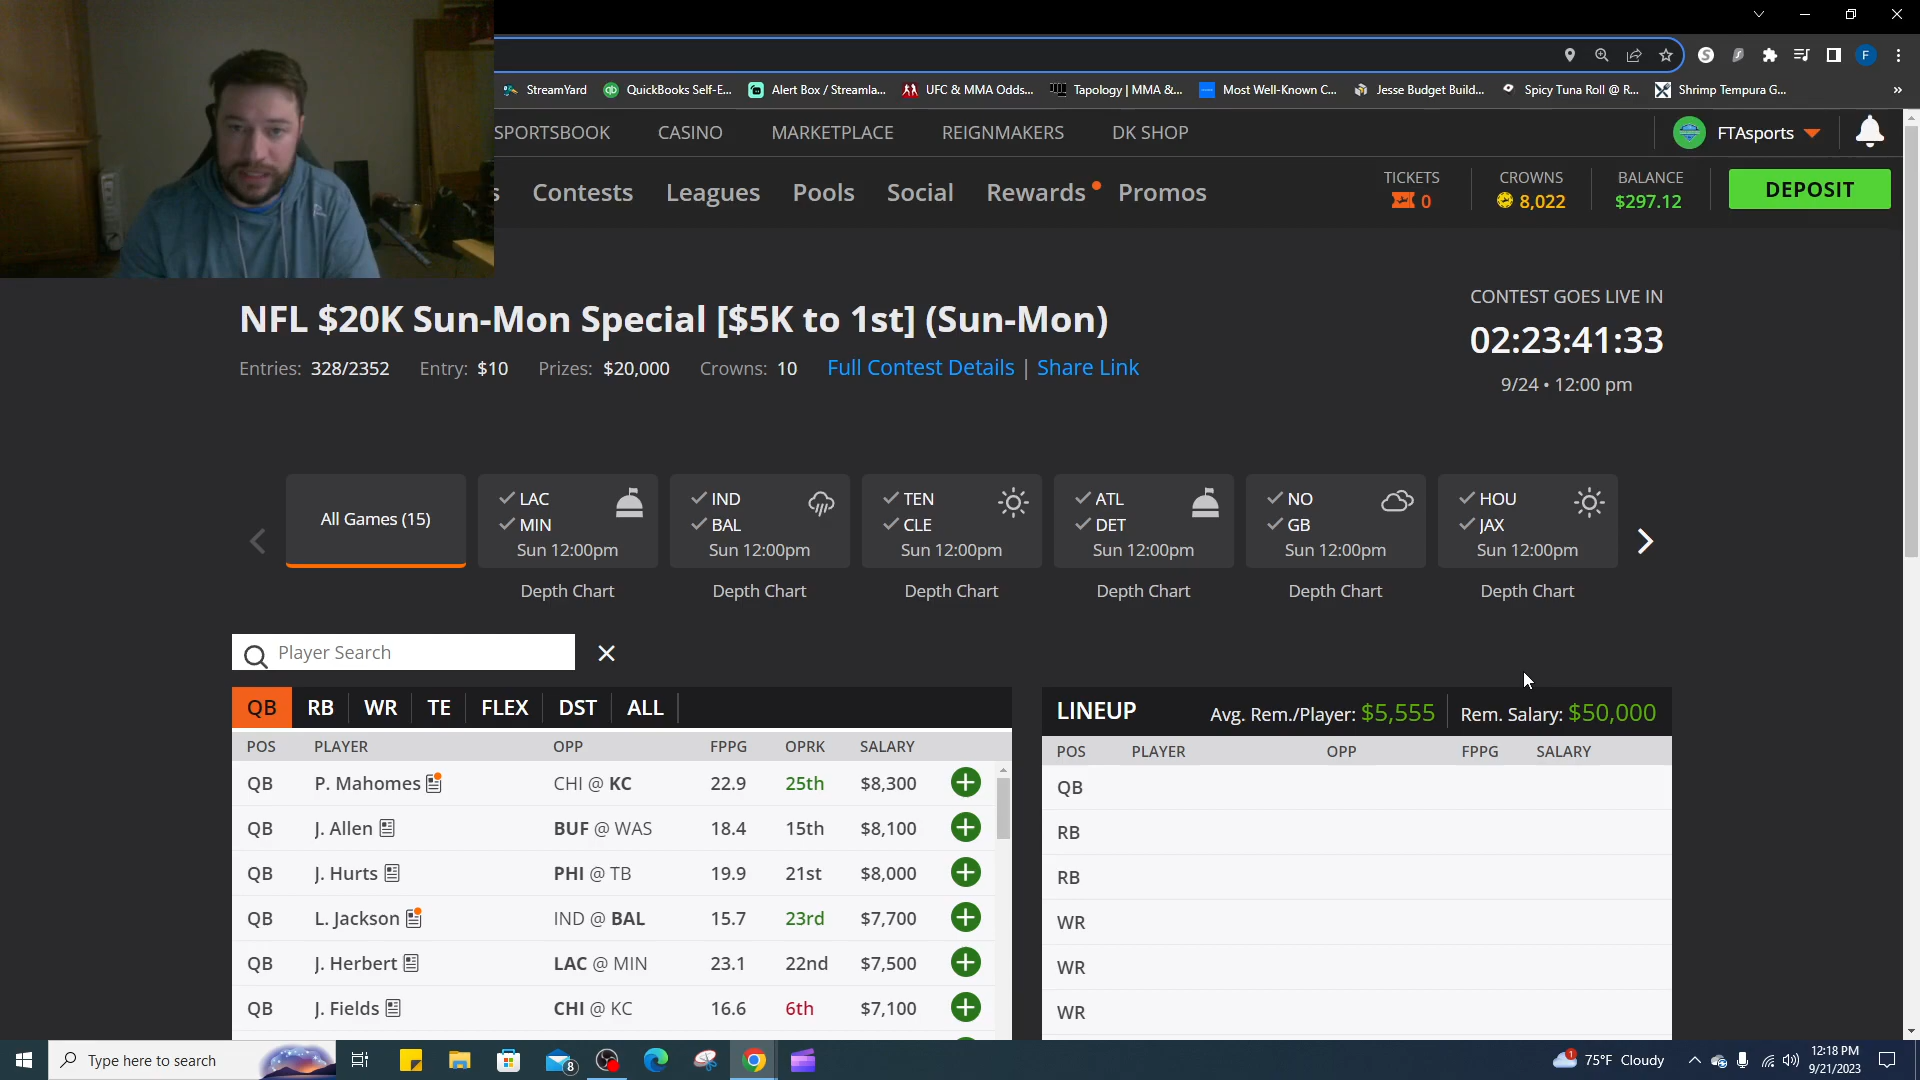 StreamYard
QuickBooks Self-E...
Alert Box / Streamla...
UFC & MMA Odds...
Tapology | MMA &...
Most Well-Known C...
Jesse Budget Build...
Spicy Tuna Roll @ R...
Shrimp Tempura G...
SPORTSBOOK CASINO MARKETPLACE REIGNMAKERS DK SHOP FTAsports
s Contests Leagues Pools Social Rewards Promos
TICKETS 0
CROWNS 8,022
BALANCE $297.12
DEPOSIT
NFL $20K Sun-Mon Special [$5K to 1st] (Sun-Mon)
Entries: 328/2352 Entry: $10 Prizes: $20,000 Crowns: 10 Full Contest Details | Share Link
CONTEST GOES LIVE IN
02:23:41:33
9/24 • 12:00 pm
All Games (15)
LAC
MIN
Sun 12:00pm
Depth Chart
IND
BAL
Sun 12:00pm
Depth Chart
TEN
CLE
Sun 12:00pm
Depth Chart
ATL
DET
Sun 12:00pm
Depth Chart
NO
GB
Sun 12:00pm
Depth Chart
HOU
JAX
Sun 12:00pm
Depth Chart
Player Search
QB RB WR TE FLEX DST ALL
POS PLAYER OPP FPPG OPRK SALARY
QB P. Mahomes CHI @ KC 22.9 25th $8,300
QB J. Allen BUF @ WAS 18.4 15th $8,100
QB J. Hurts PHI @ TB 19.9 21st $8,000
QB L. Jackson IND @ BAL 15.7 23rd $7,700
QB J. Herbert LAC @ MIN 23.1 22nd $7,500
QB J. Fields CHI @ KC 16.6 6th $7,100
LINEUP Avg. Rem./Player: $5,555 Rem. Salary: $50,000
POS PLAYER OPP FPPG SALARY
QB
RB
RB
WR
WR
WR
Type here to search
8
1
75°F Cloudy
12:18 PM
9/21/2023